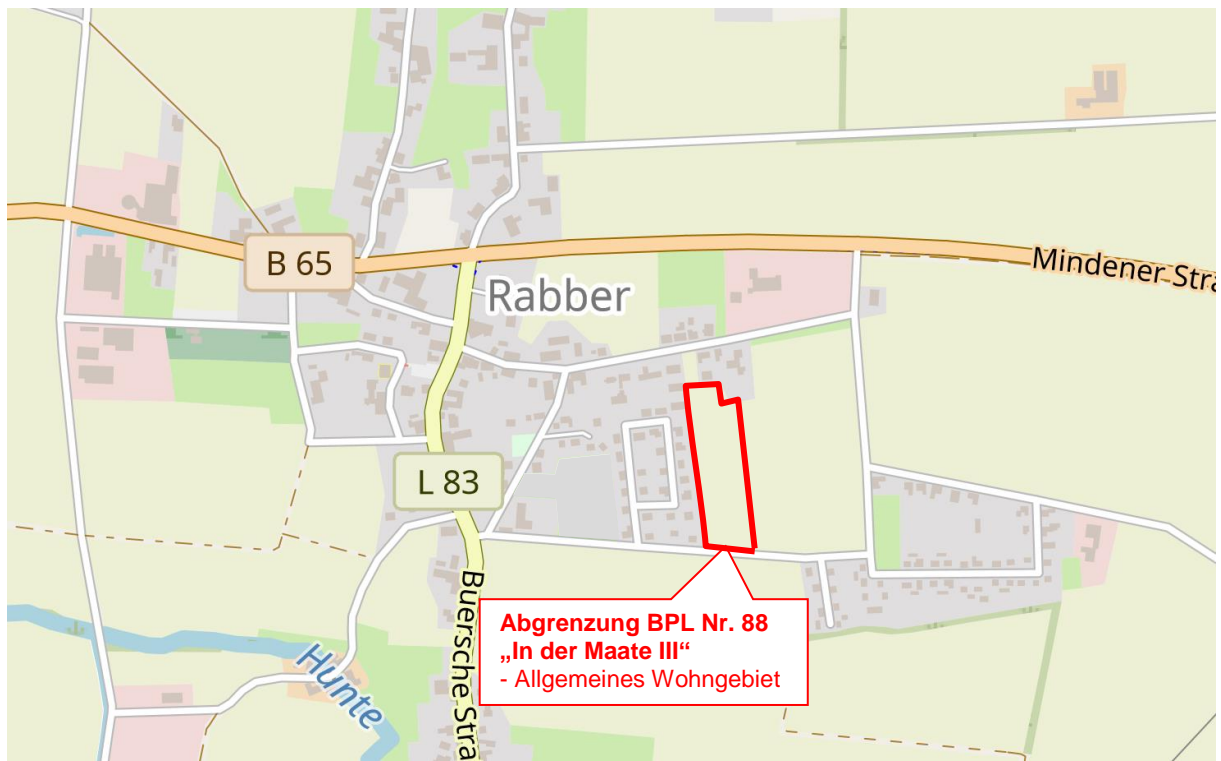 B 65
Rabber
Mindener Stra
L 83
Buersche Stra
Hunte
Abgrenzung BPL Nr. 88
„In der Maate III“
- Allgemeines Wohngebiet